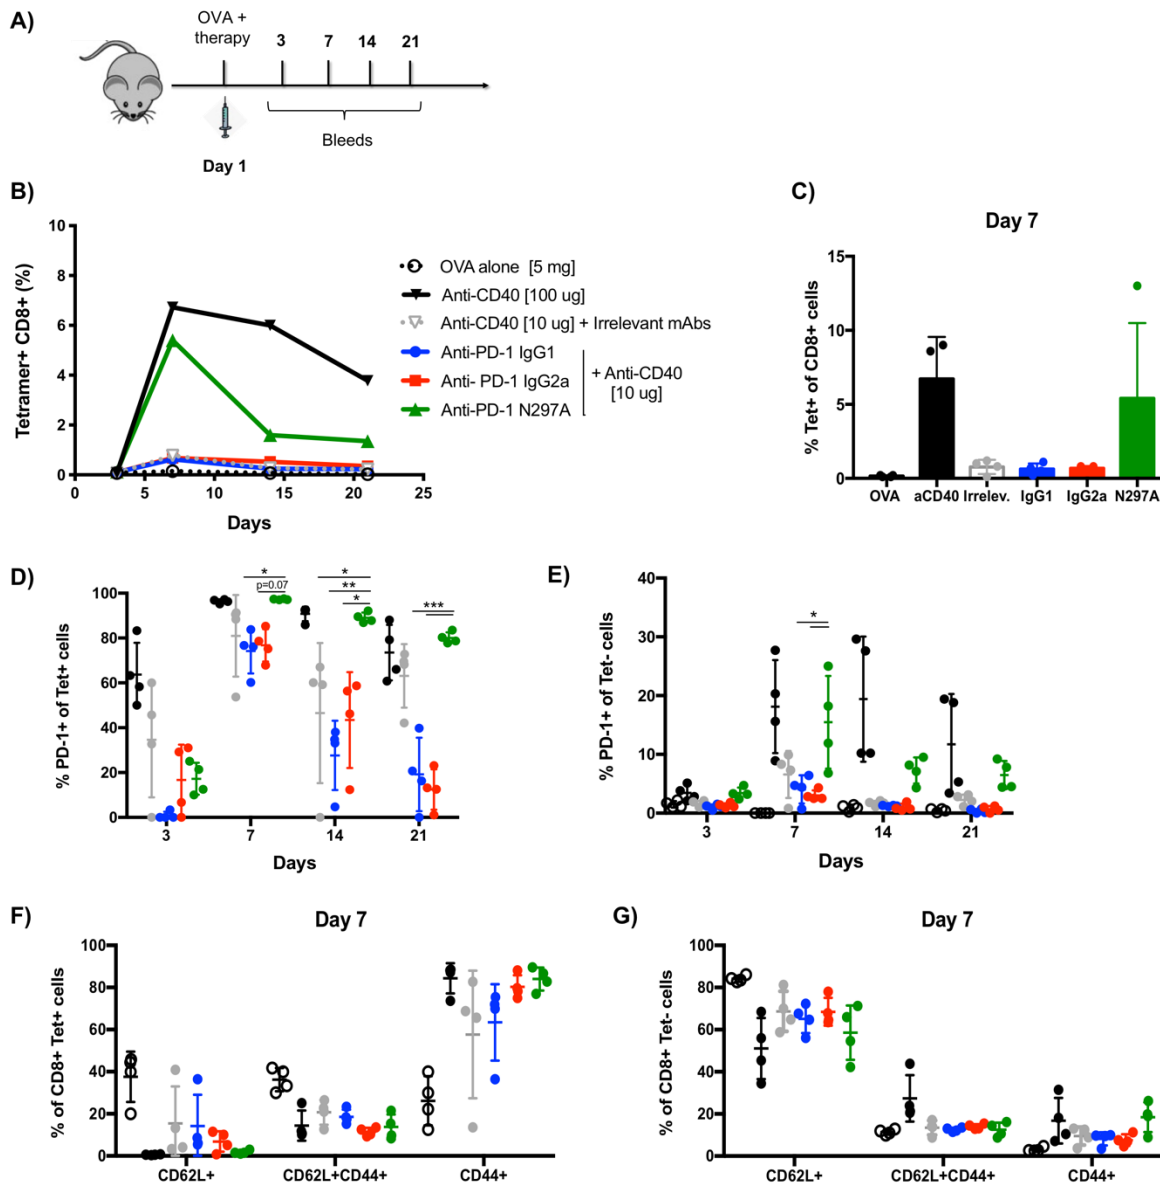 A)
OVA +
therapy
3 7 14 21
Bleeds
Day 1
B)
Tetramer+ CD8+ (%)
10
8
6
4
2
0
0 5 10 15 20 25
Days
OVA alone [5 mg]
Anti-CD40 [100 ug]
Anti-CD40 [10 ug] + Irrelevant mAbs
Anti-PD-1 IgG1
Anti- PD-1 IgG2a
Anti-PD-1 N297A
+ Anti-CD40
[10 ug]
C)
Day 7
% Tet+ of CD8+ cells
15
10
5
0
OVA aCD40 Irrelev. IgG1 IgG2a N297A
D)
% PD-1+ of Tet+ cells
100
80
60
40
20
0
*
p=0.07
*
**
*
***
3 7 14 21
Days
E)
% PD-1+ of Tet- cells
40
30
20
10
0
*
3 7 14 21
Days
F)
Day 7
% of CD8+ Tet+ cells
100
80
60
40
20
0
CD62L+ CD62L+CD44+ CD44+
G)
Day 7
% of CD8+ Tet- cells
100
80
60
40
20
0
CD62L+ CD62L+CD44+ CD44+